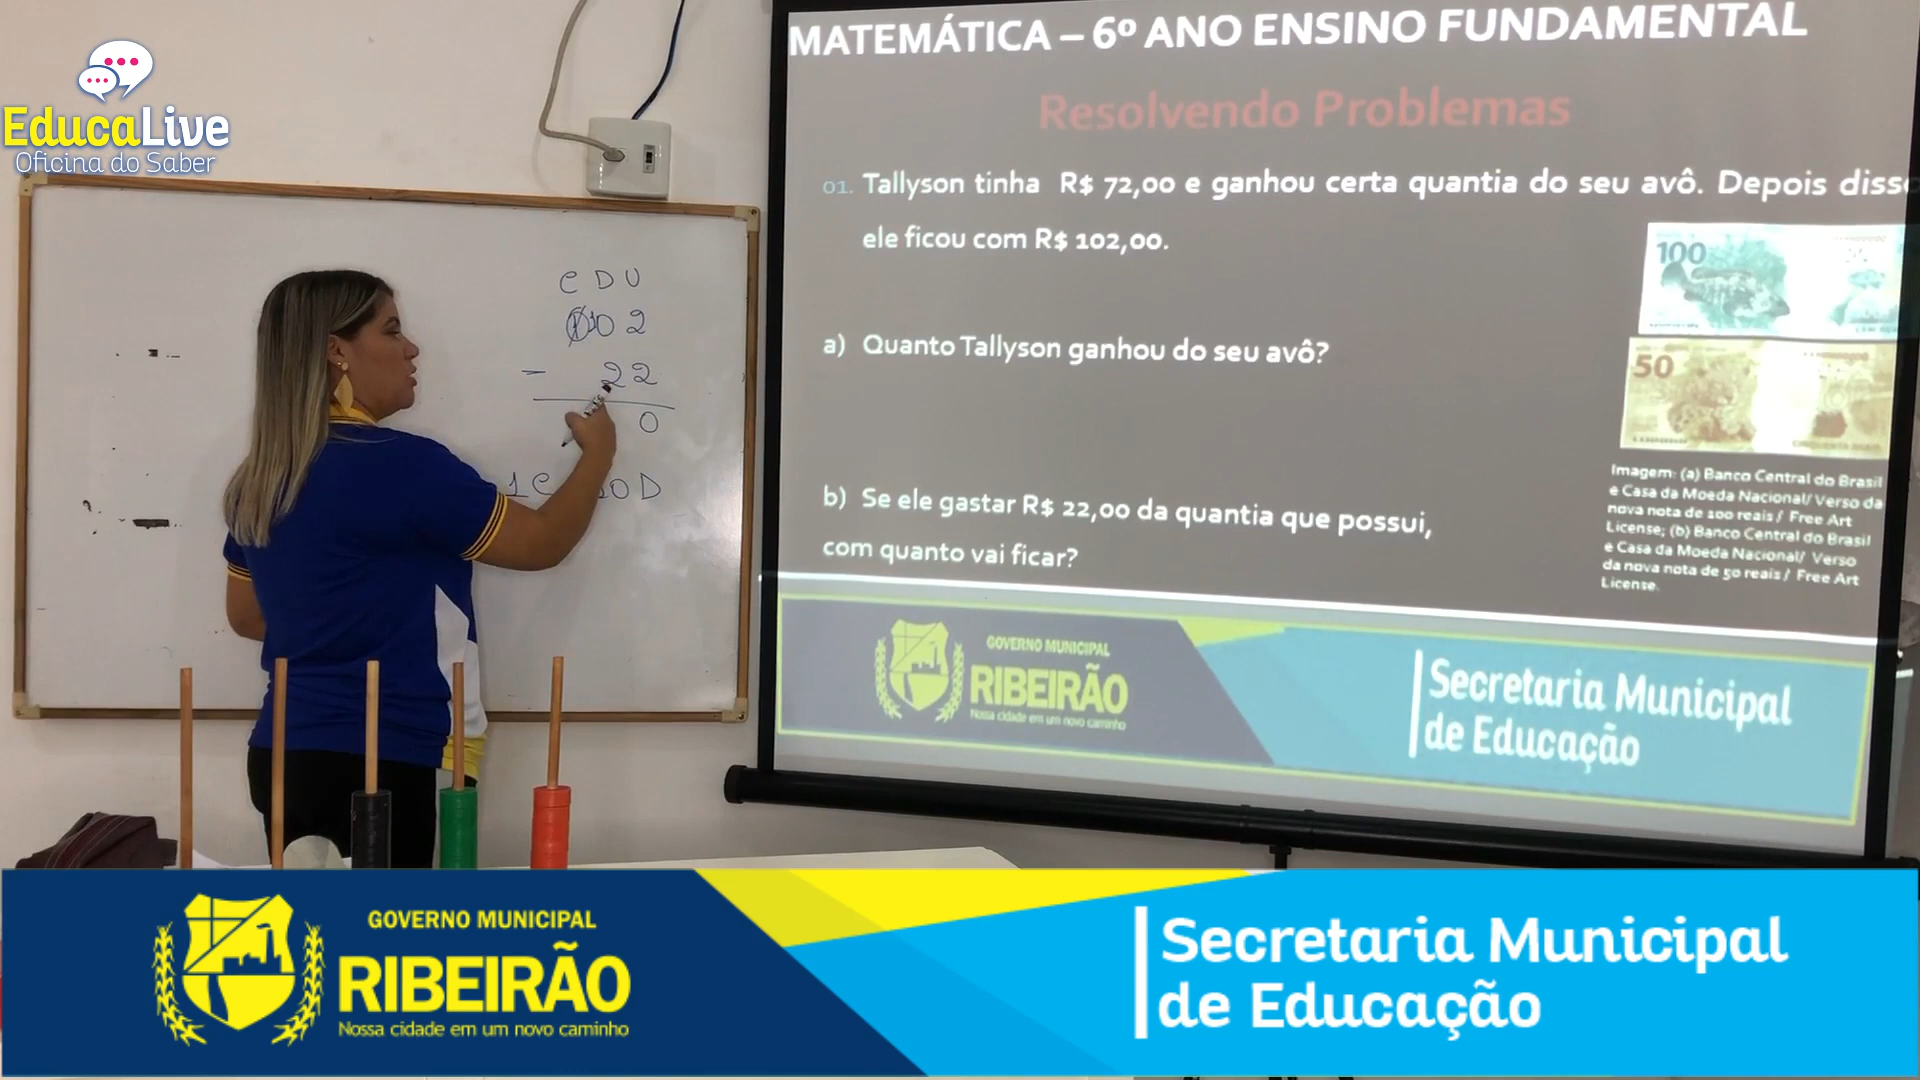 EducaLive
Oficina do Saber
C D U
1 10 2
- 22
0
1 C 10 D
MATEMÁTICA – 6º ANO ENSINO FUNDAMENTAL
Resolvendo Problemas
01. Tallyson tinha R$ 72,00 e ganhou certa quantia do seu avô. Depois disso
ele ficou com R$ 102,00.
a) Quanto Tallyson ganhou do seu avô?
b) Se ele gastar R$ 22,00 da quantia que possui,
com quanto vai ficar?
100
50
Imagem: (a) Banco Central do Brasil
e Casa da Moeda Nacional/ Verso da
nova nota de 100 reais / Free Art
License; (b) Banco Central do Brasil
e Casa da Moeda Nacional/ Verso
da nova nota de 50 reais / Free Art
License.
GOVERNO MUNICIPAL
RIBEIRÃO
Nossa cidade em um novo caminho
Secretaria Municipal
de Educação
GOVERNO MUNICIPAL
RIBEIRÃO
Nossa cidade em um novo caminho
Secretaria Municipal
de Educação